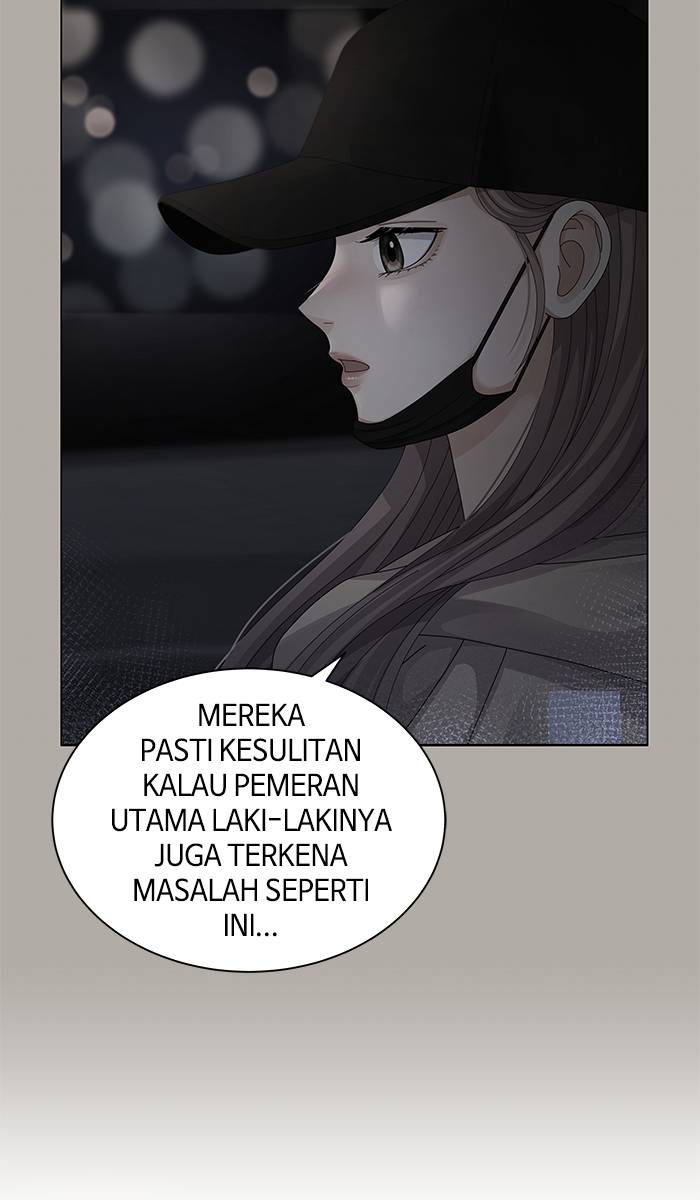 MEREKA
PASTI KESULITAN
KALAU PEMERAN
UTAMA LAKI-LAKINYA
JUGA TERKENA
MASALAH SEPERTI
INI...